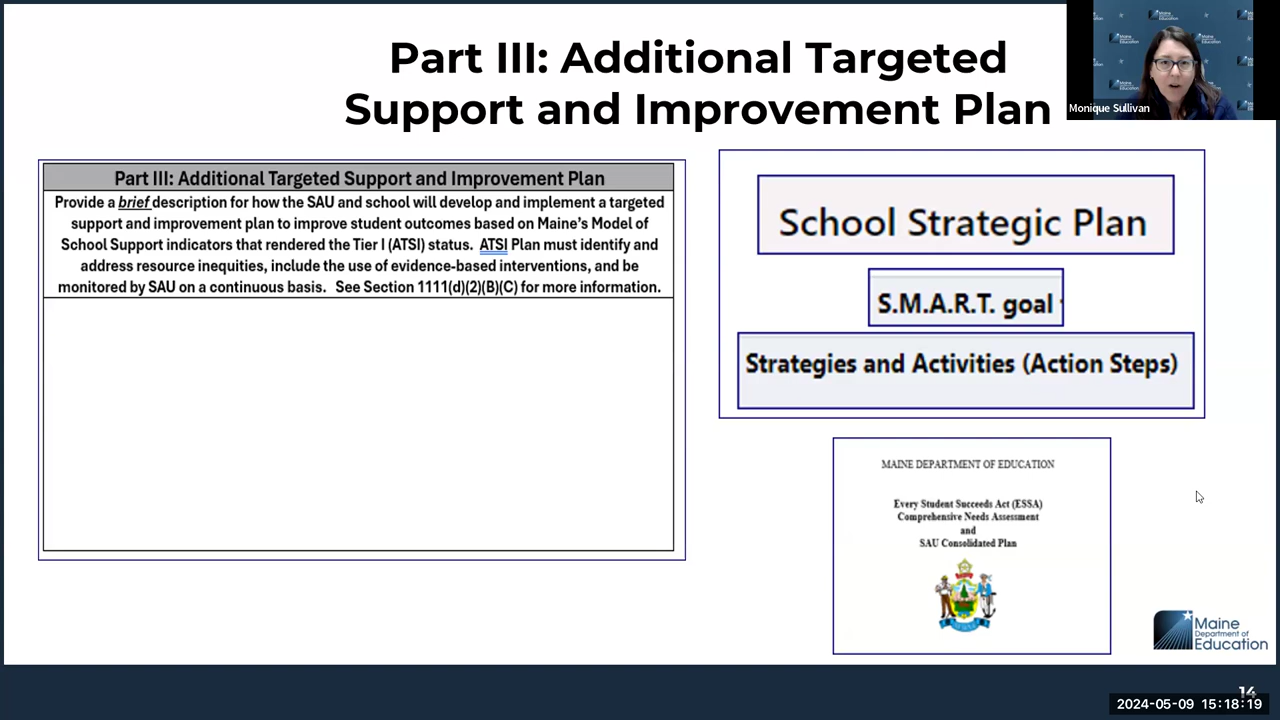 Part III: Additional Targeted
Support and Improvement Plan
Monique Sullivan
Part III: Additional Targeted Support and Improvement Plan
Provide a brief description for how the SAU and school will develop and implement a targeted
support and improvement plan to improve student outcomes based on Maine's Model of
School Support indicators that rendered the Tier I (ATSI) status. ATSI Plan must identify and
address resource inequities, include the use of evidence-based interventions, and be
monitored by SAU on a continuous basis. See Section 1111(d)(2)(B)(C) for more information.
School Strategic Plan
S.M.A.R.T. goal
Strategies and Activities (Action Steps)
MAINE DEPARTMENT OF EDUCATION
Every Student Succeeds Act (ESSA)
Comprehensive Needs Assessment
and
SAU Consolidated Plan
Maine
Department of
Education
14
2024-05-09 15:18:19